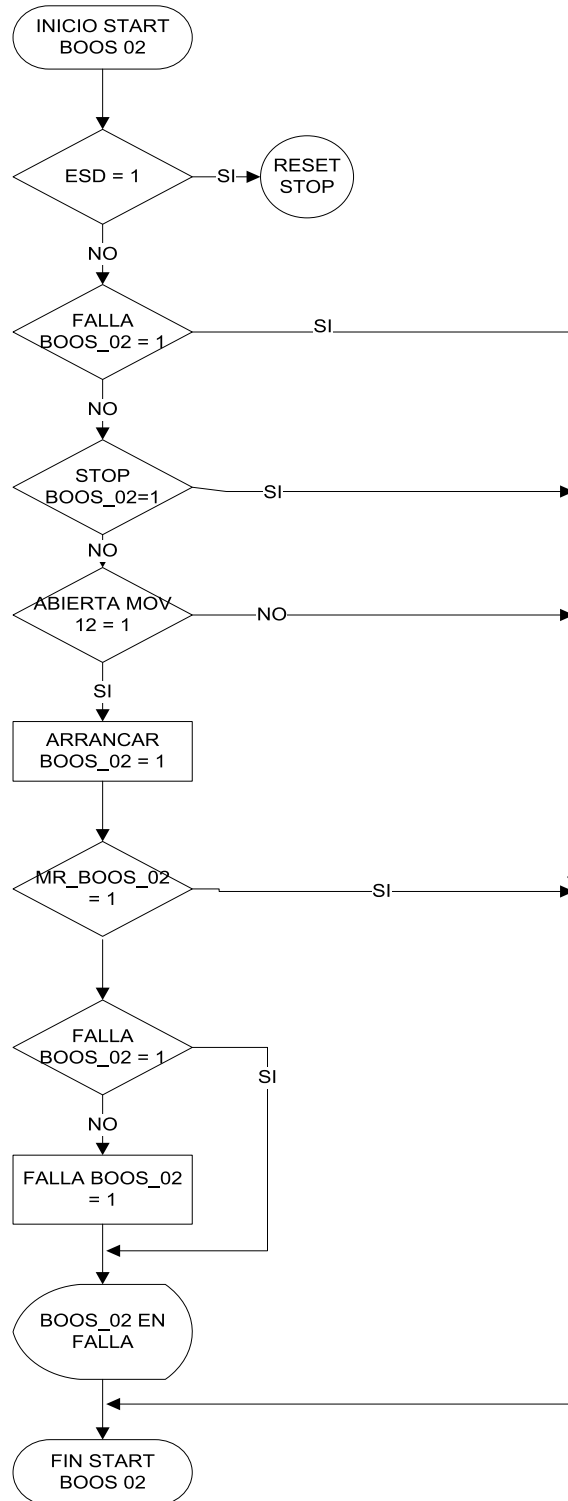 INICIO START
BOOS 02
ESD = 1
SI
RESET
STOP
NO
FALLA
BOOS_02 = 1
SI
NO
STOP
BOOS_02=1
SI
NO
ABIERTA MOV
12 = 1
NO
SI
ARRANCAR
BOOS_02 = 1
MR_BOOS_02
= 1
SI
FALLA
BOOS_02 = 1
SI
NO
FALLA BOOS_02
= 1
BOOS_02 EN
FALLA
FIN START
BOOS 02